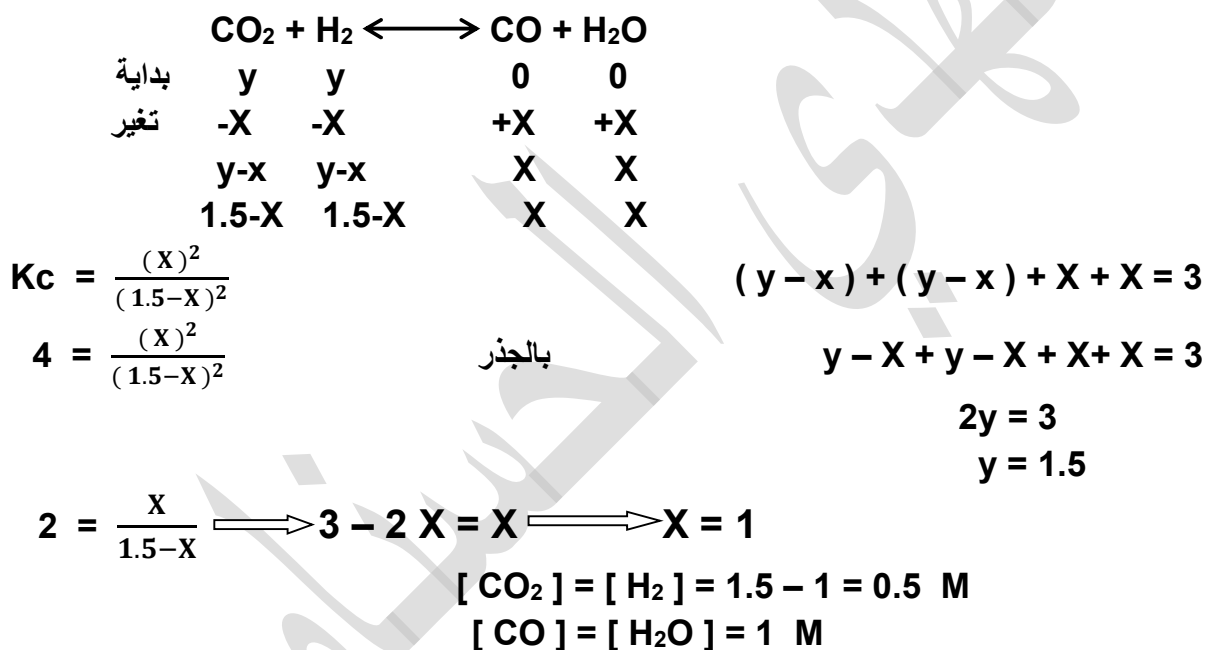 CO₂ + H₂ ⟷ CO + H₂O
بداية y y 0 0
تغير -X -X +X +X
y-x y-x X X
1.5-X 1.5-X X X
Kc = (X)² / (1.5−X)² ( y – x ) + ( y – x ) + X + X = 3
4 = (X)² / (1.5−X)² بالجذر y – X + y – X + X+ X = 3
2y = 3
y = 1.5
2 = X / 1.5−X ⟹ 3 – 2 X = X ⟹ X = 1
[ CO₂ ] = [ H₂ ] = 1.5 – 1 = 0.5 M
[ CO ] = [ H₂O ] = 1 M